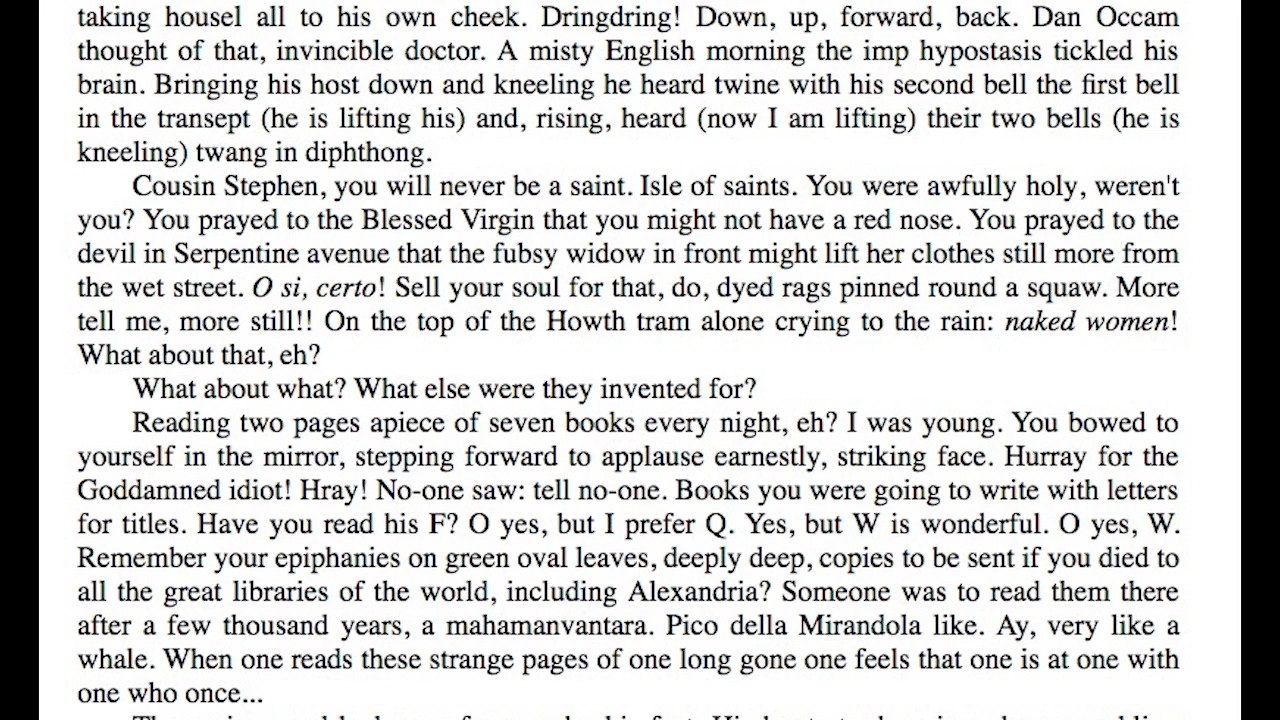 taking housel all to his own cheek. Dringdring! Down, up, forward, back. Dan Occam
thought of that, invincible doctor. A misty English morning the imp hypostasis tickled his
brain. Bringing his host down and kneeling he heard twine with his second bell the first bell
in the transept (he is lifting his) and, rising, heard (now I am lifting) their two bells (he is
kneeling) twang in diphthong.
Cousin Stephen, you will never be a saint. Isle of saints. You were awfully holy, weren't
you? You prayed to the Blessed Virgin that you might not have a red nose. You prayed to the
devil in Serpentine avenue that the fubsy widow in front might lift her clothes still more from
the wet street. O si, certo! Sell your soul for that, do, dyed rags pinned round a squaw. More
tell me, more still!! On the top of the Howth tram alone crying to the rain: naked women!
What about that, eh?
What about what? What else were they invented for?
Reading two pages apiece of seven books every night, eh? I was young. You bowed to
yourself in the mirror, stepping forward to applause earnestly, striking face. Hurray for the
Goddamned idiot! Hray! No-one saw: tell no-one. Books you were going to write with letters
for titles. Have you read his F? O yes, but I prefer Q. Yes, but W is wonderful. O yes, W.
Remember your epiphanies on green oval leaves, deeply deep, copies to be sent if you died to
all the great libraries of the world, including Alexandria? Someone was to read them there
after a few thousand years, a mahamanvantara. Pico della Mirandola like. Ay, very like a
whale. When one reads these strange pages of one long gone one feels that one is at one with
one who once...